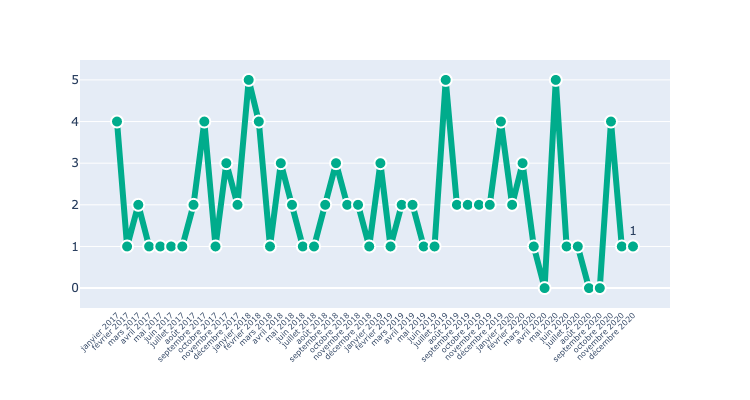 5
4
3
2
1
0
1
janvier 2017
février 2017
mars 2017
avril 2017
mai 2017
juin 2017
juillet 2017
août 2017
septembre 2017
octobre 2017
novembre 2017
décembre 2017
janvier 2018
février 2018
mars 2018
avril 2018
mai 2018
juin 2018
juillet 2018
août 2018
septembre 2018
octobre 2018
novembre 2018
décembre 2018
janvier 2019
février 2019
mars 2019
avril 2019
mai 2019
juin 2019
juillet 2019
août 2019
septembre 2019
octobre 2019
novembre 2019
décembre 2019
janvier 2020
février 2020
mars 2020
avril 2020
mai 2020
juin 2020
juillet 2020
août 2020
septembre 2020
octobre 2020
novembre 2020
décembre 2020